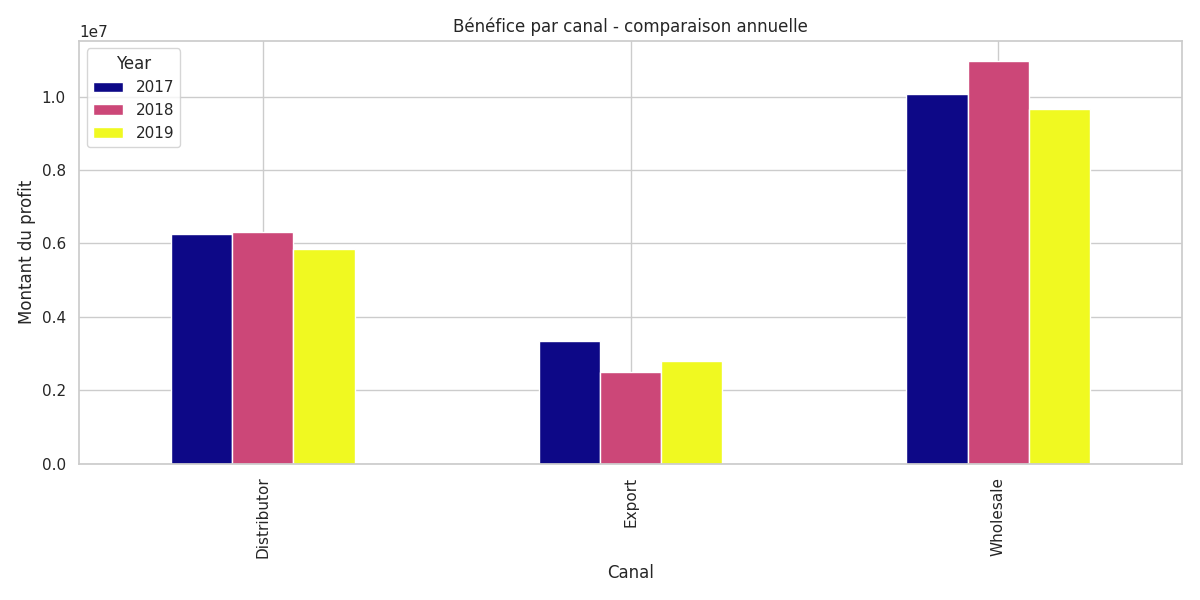 Bénéfice par canal - comparaison annuelle
1e7
Year
2017
2018
2019
1.0
0.8
0.6
0.4
0.2
0.0
Montant du profit
Distributor
Export
Wholesale
Canal